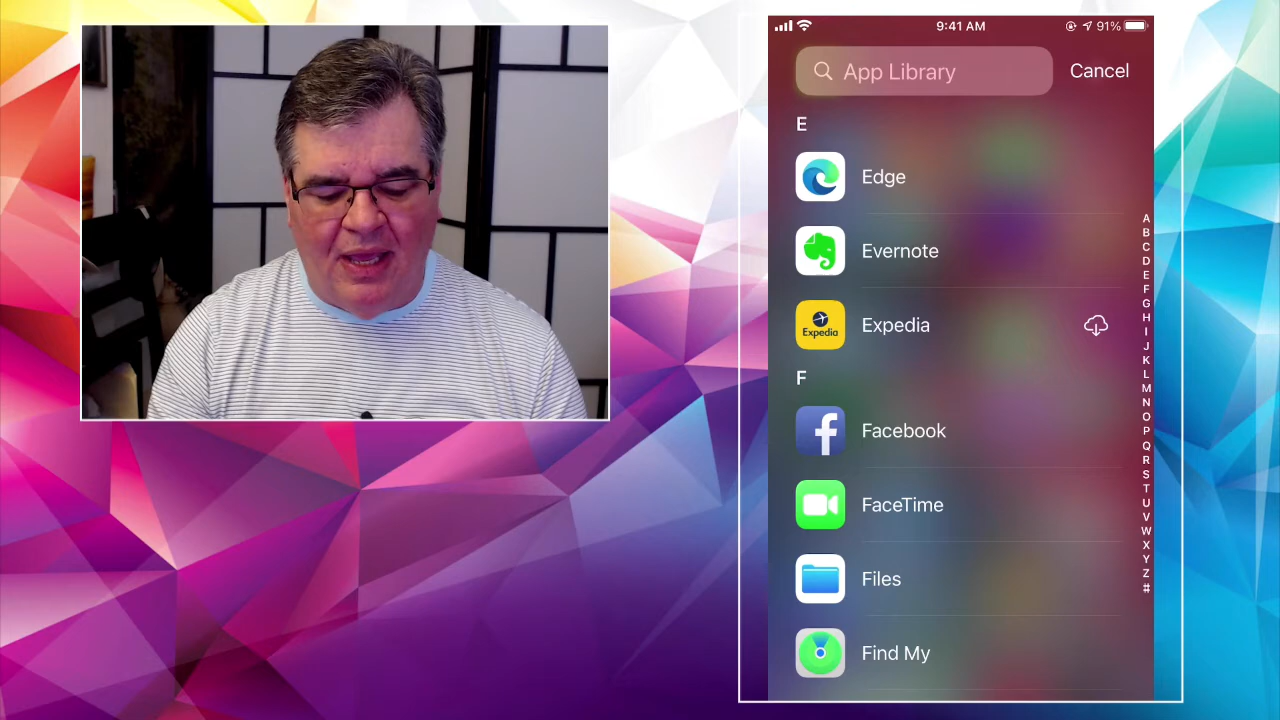 9:41 AM
91%
App Library
Cancel
E
Edge
Evernote
Expedia
Expedia
F
Facebook
FaceTime
Files
Find My
A
B
C
D
E
F
G
H
I
J
K
L
M
N
O
P
Q
R
S
T
U
V
W
X
Y
Z
#